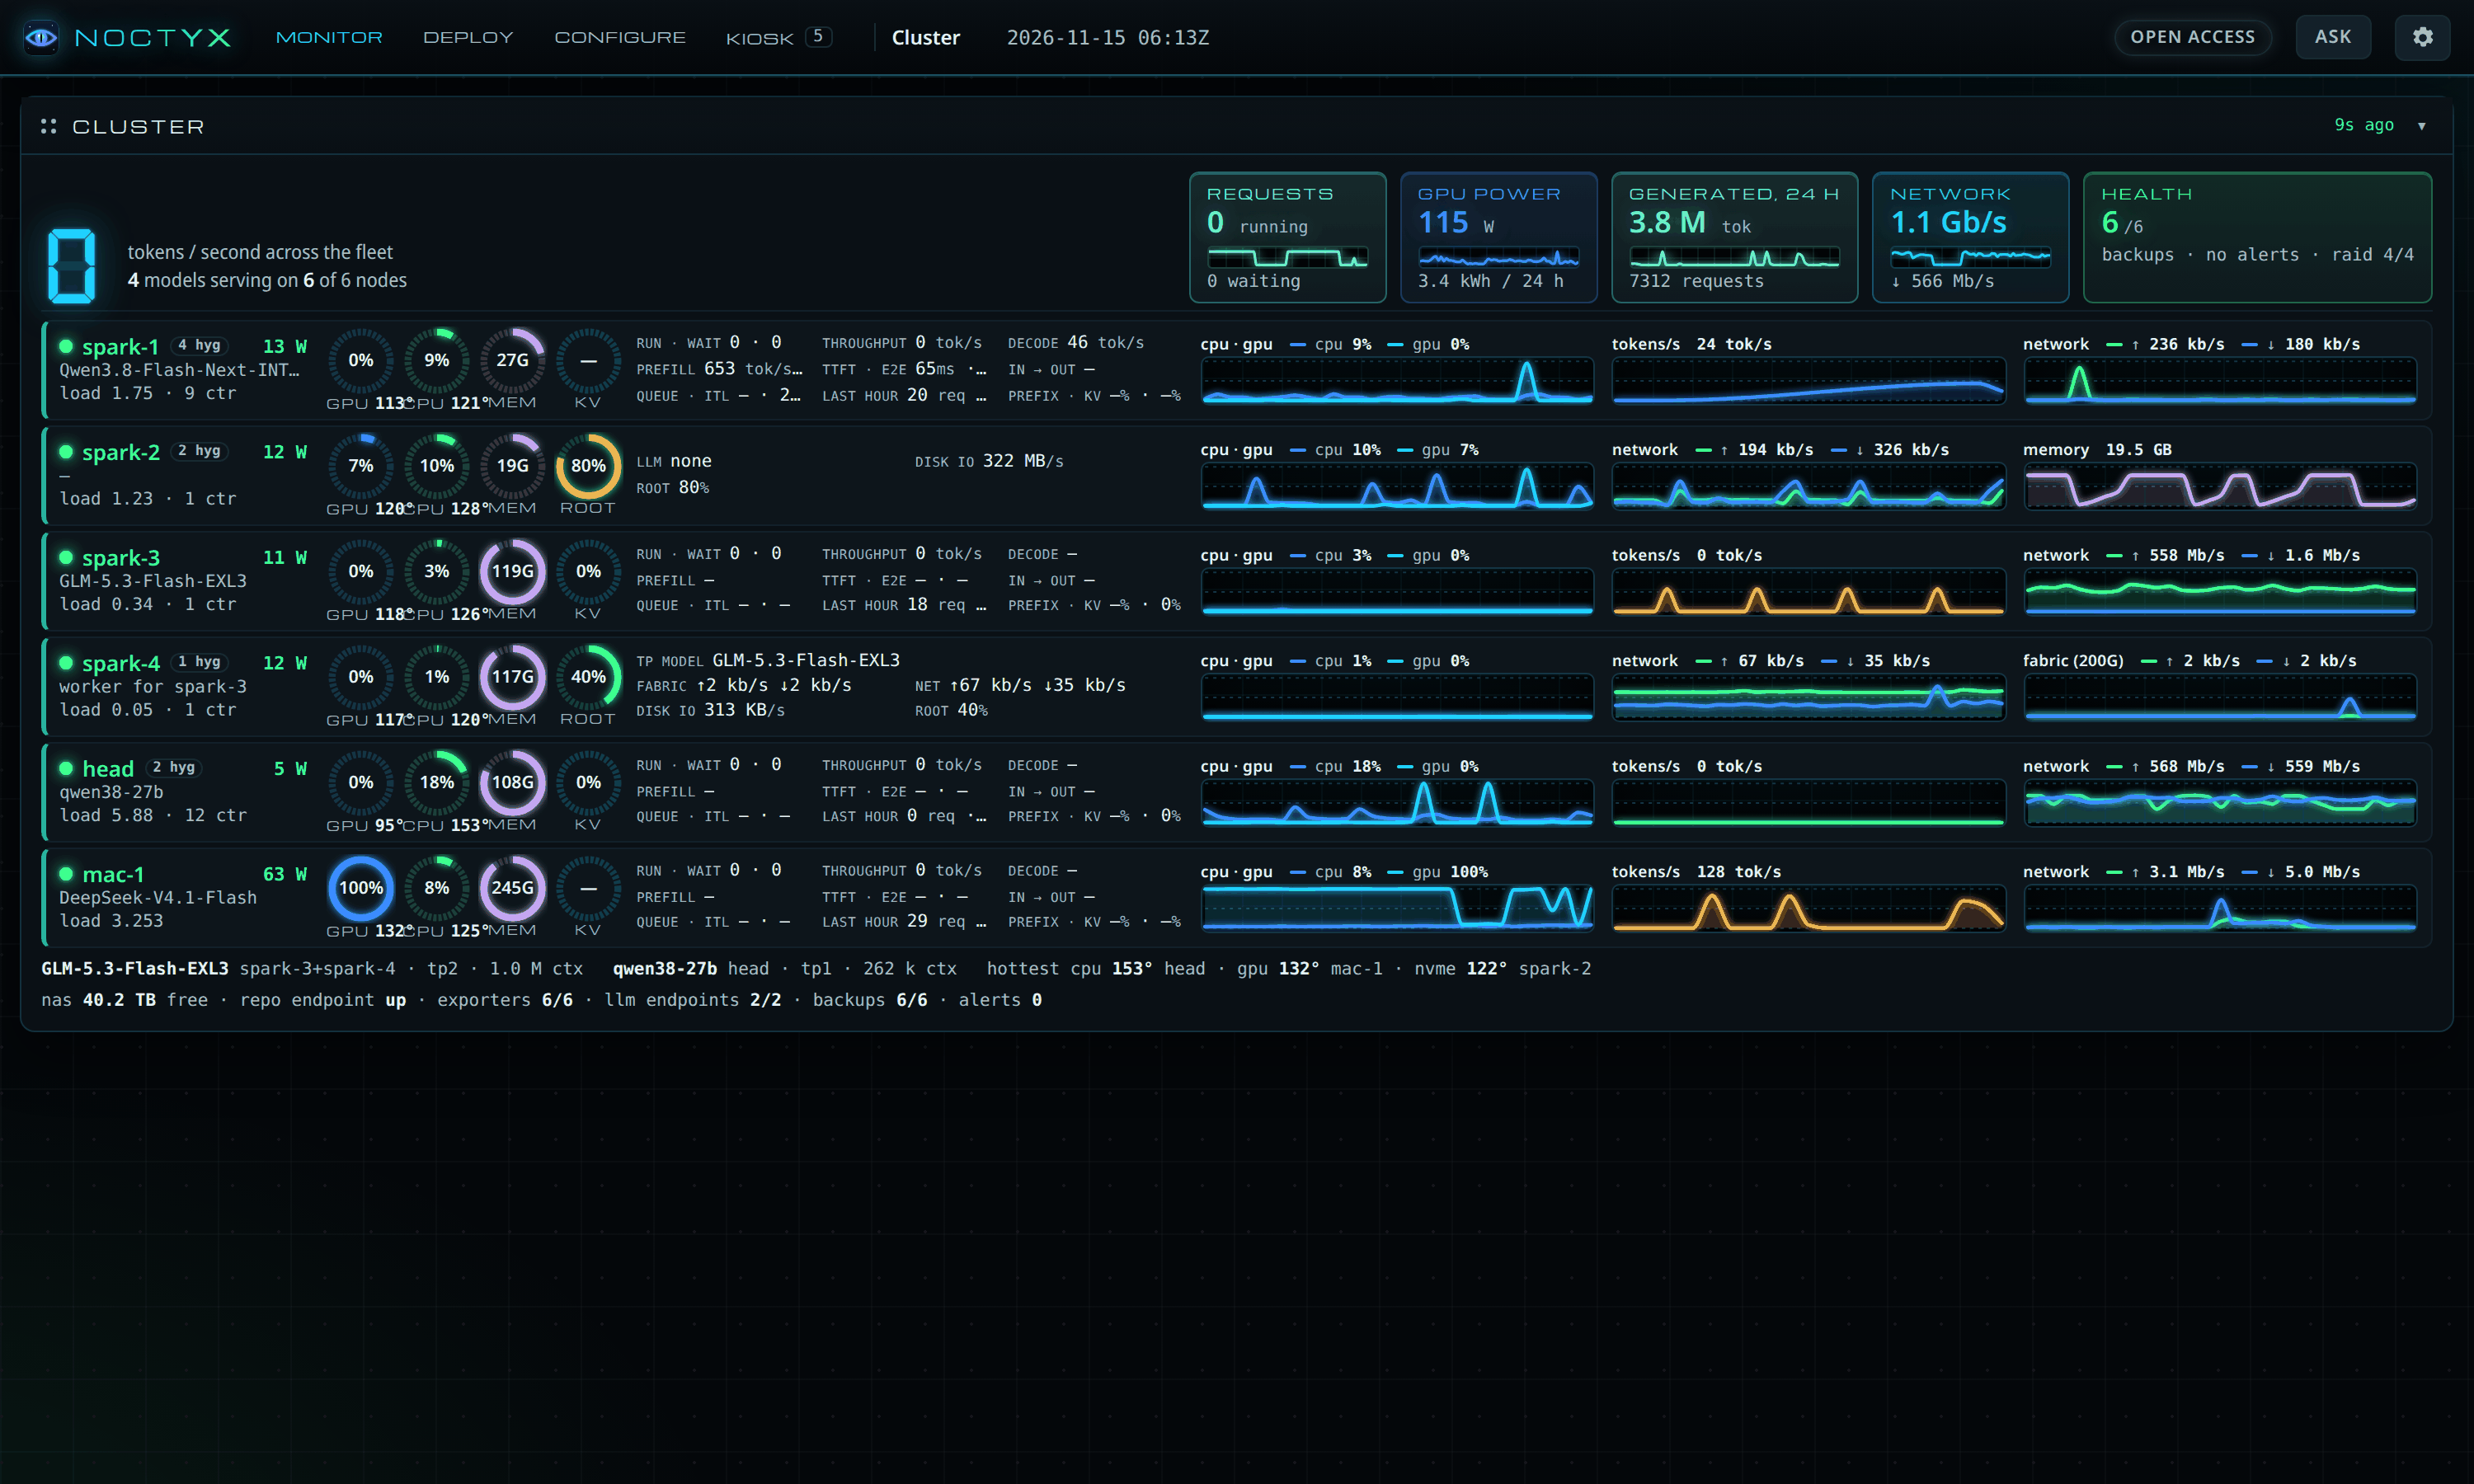 NOCTYX MONITOR DEPLOY CONFIGURE KIOSK 5 Cluster 2026-11-15 06:13Z OPEN ACCESS ASK
CLUSTER 9s ago ▼
0 tokens / second across the fleet
4 models serving on 6 of 6 nodes
REQUESTS
0 running
0 waiting
GPU POWER
115 W
3.4 kWh / 24 h
GENERATED, 24 H
3.8 M tok
7312 requests
NETWORK
1.1 Gb/s
↓ 566 Mb/s
HEALTH
6 /6
backups · no alerts · raid 4/4
spark-1 4 hyg 13 W
Qwen3.8-Flash-Next-INT…
load 1.75 · 9 ctr
0% 9% 27G —
GPU 113° CPU 121° MEM KV
RUN · WAIT 0 · 0 THROUGHPUT 0 tok/s DECODE 46 tok/s
PREFILL 653 tok/s… TTFT · E2E 65ms ·… IN → OUT —
QUEUE · ITL — · 2… LAST HOUR 20 req … PREFIX · KV —% · —%
cpu · gpu cpu 9% gpu 0%
tokens/s 24 tok/s
network ↑ 236 kb/s ↓ 180 kb/s
spark-2 2 hyg 12 W
—
load 1.23 · 1 ctr
7% 10% 19G 80%
GPU 120° CPU 128° MEM ROOT
LLM none DISK IO 322 MB/s
ROOT 80%
cpu · gpu cpu 10% gpu 7%
network ↑ 194 kb/s ↓ 326 kb/s
memory 19.5 GB
spark-3 11 W
GLM-5.3-Flash-EXL3
load 0.34 · 1 ctr
0% 3% 119G 0%
GPU 118° CPU 126° MEM KV
RUN · WAIT 0 · 0 THROUGHPUT 0 tok/s DECODE —
PREFILL — TTFT · E2E — · — IN → OUT —
QUEUE · ITL — · — LAST HOUR 18 req … PREFIX · KV —% · 0%
cpu · gpu cpu 3% gpu 0%
tokens/s 0 tok/s
network ↑ 558 Mb/s ↓ 1.6 Mb/s
spark-4 1 hyg 12 W
worker for spark-3
load 0.05 · 1 ctr
0% 1% 117G 40%
GPU 117° CPU 120° MEM ROOT
TP MODEL GLM-5.3-Flash-EXL3
FABRIC ↑2 kb/s ↓2 kb/s NET ↑67 kb/s ↓35 kb/s
DISK IO 313 KB/s ROOT 40%
cpu · gpu cpu 1% gpu 0%
network ↑ 67 kb/s ↓ 35 kb/s
fabric (200G) ↑ 2 kb/s ↓ 2 kb/s
head 2 hyg 5 W
qwen38-27b
load 5.88 · 12 ctr
0% 18% 108G 0%
GPU 95° CPU 153° MEM KV
RUN · WAIT 0 · 0 THROUGHPUT 0 tok/s DECODE —
PREFILL — TTFT · E2E — · — IN → OUT —
QUEUE · ITL — · — LAST HOUR 0 req ·… PREFIX · KV —% · 0%
cpu · gpu cpu 18% gpu 0%
tokens/s 0 tok/s
network ↑ 568 Mb/s ↓ 559 Mb/s
mac-1 63 W
DeepSeek-V4.1-Flash
load 3.253
100% 8% 245G —
GPU 132° CPU 125° MEM KV
RUN · WAIT 0 · 0 THROUGHPUT 0 tok/s DECODE —
PREFILL — TTFT · E2E — · — IN → OUT —
QUEUE · ITL — · — LAST HOUR 29 req … PREFIX · KV —% · —%
cpu · gpu cpu 8% gpu 100%
tokens/s 128 tok/s
network ↑ 3.1 Mb/s ↓ 5.0 Mb/s
GLM-5.3-Flash-EXL3 spark-3+spark-4 · tp2 · 1.0 M ctx qwen38-27b head · tp1 · 262 k ctx hottest cpu 153° head · gpu 132° mac-1 · nvme 122° spark-2
nas 40.2 TB free · repo endpoint up · exporters 6/6 · llm endpoints 2/2 · backups 6/6 · alerts 0